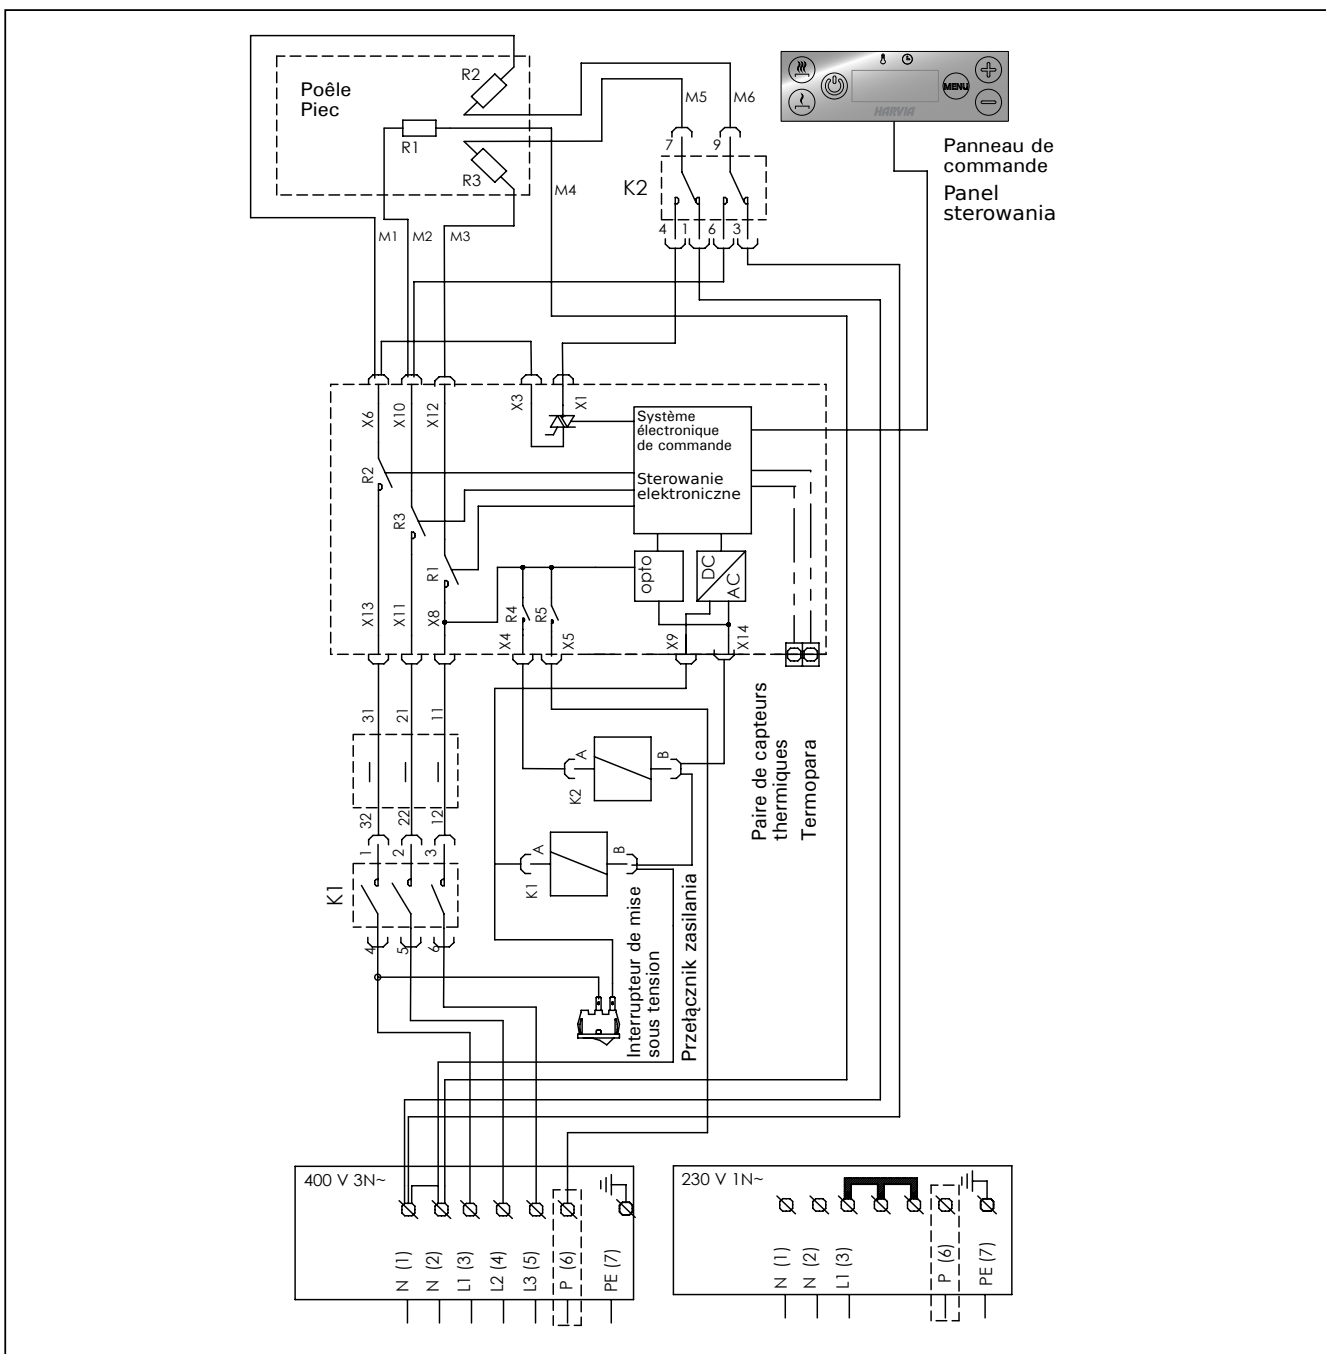 Poêle
Piec
R2
R1
R3
M5
M6
M4
M1
M2
M3
7
9
K2
4
1
6
3
MENU
HARVIA
Panneau de
commande
Panel
sterowania
X6
X10
X12
X3
X1
Système
électronique
de commande
Sterowanie
elektroniczne
R2
R3
R1
opto
DC
AC
R4
R5
X13
X11
X8
X4
X5
X9
X14
31
21
11
A
B
K2
32
22
12
1
2
3
A
B
K1
K1
4
5
6
Paire de capteurs
thermiques
Termopara
Interrupteur de mise
sous tension
Przełącznik zasilania
400 V 3N~
N (1)
N (2)
L1 (3)
L2 (4)
L3 (5)
P (6)
PE (7)
230 V 1N~
N (1)
N (2)
L1 (3)
P (6)
PE (7)